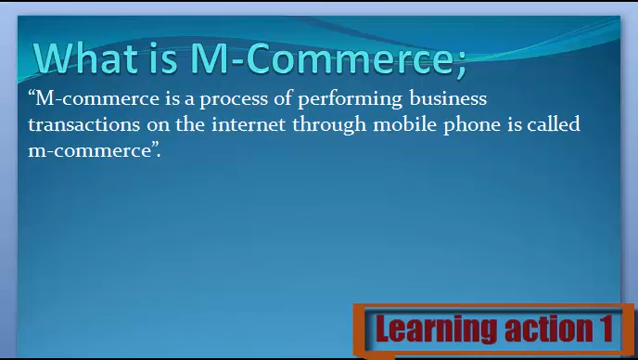 What is M-Commerce;
“M-commerce is a process of performing business
transactions on the internet through mobile phone is called
m-commerce”.
Learning action 1